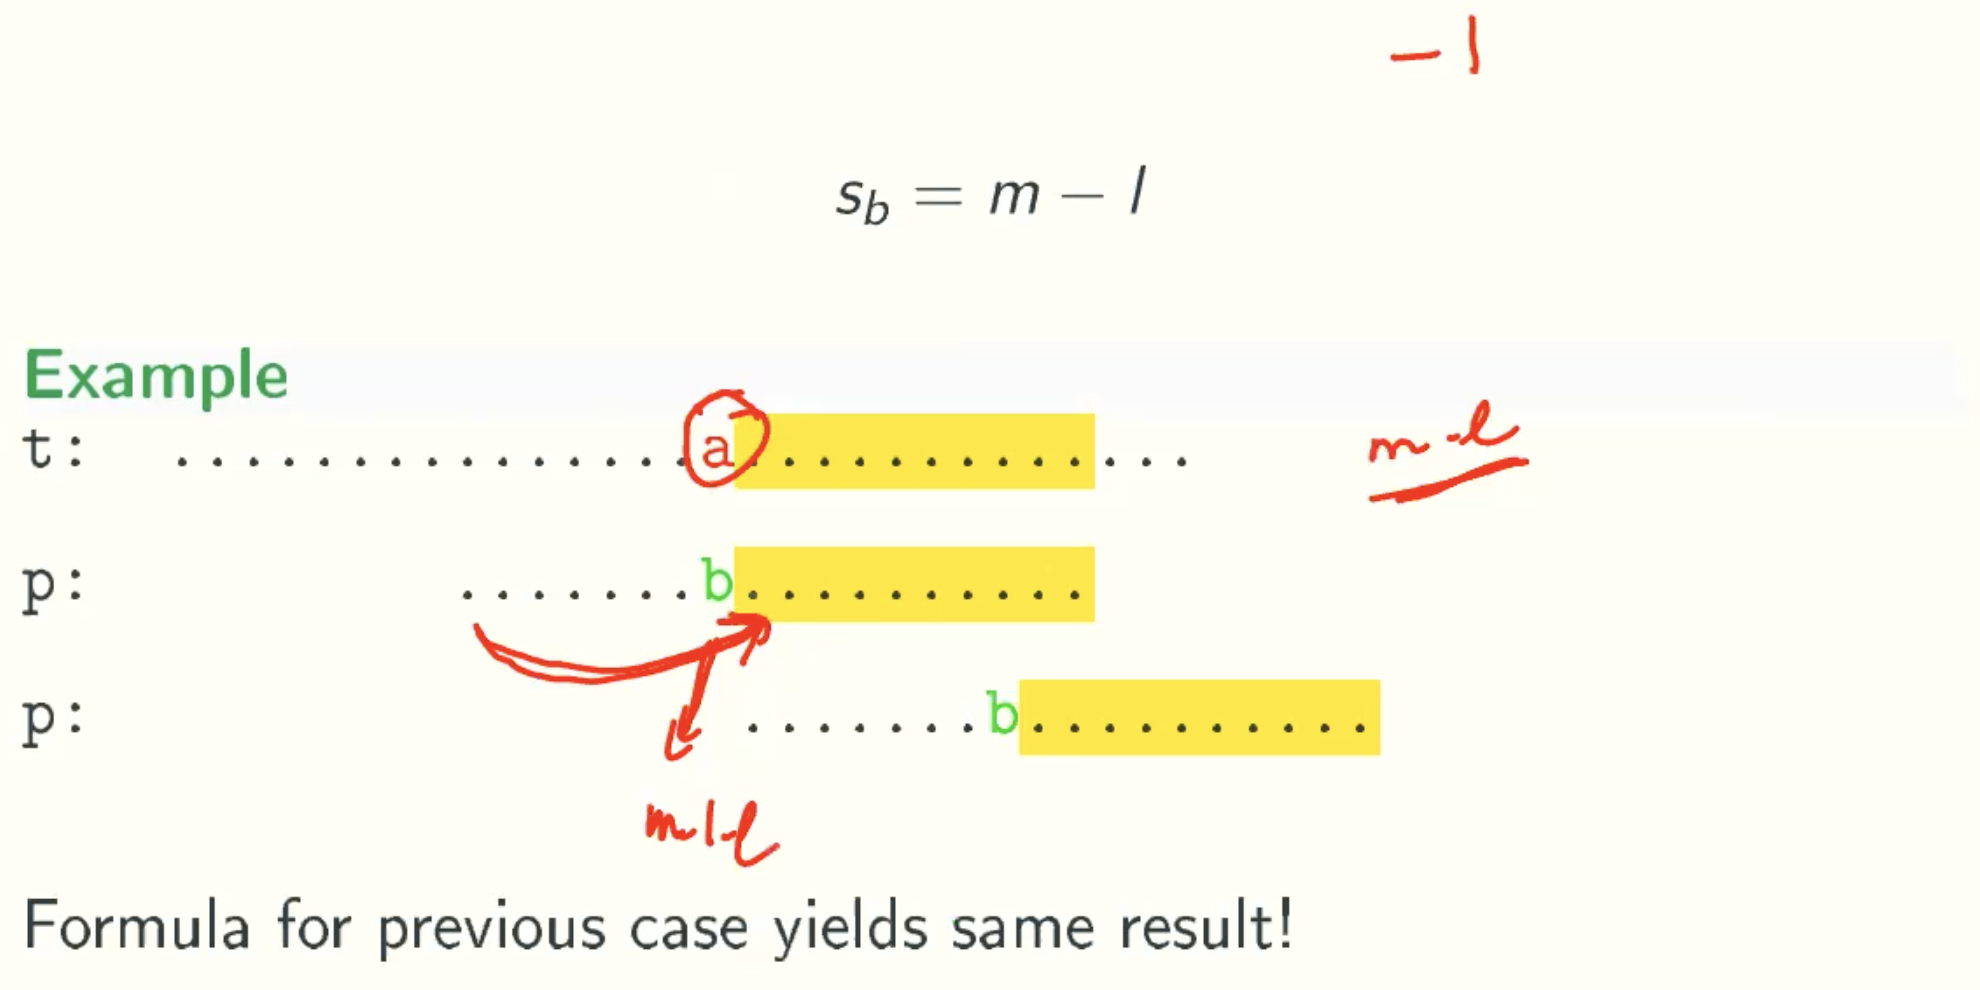 - 1
s_b = m − l
Example
t: . . . . . . . . . . . . . . . a . . . . . . . . . . . . .
m-l
p: . . . . . . . b . . . . . . . . . .
p: . . . . . . . b . . . . . . . . . .
m-1-l
Formula for previous case yields same result!